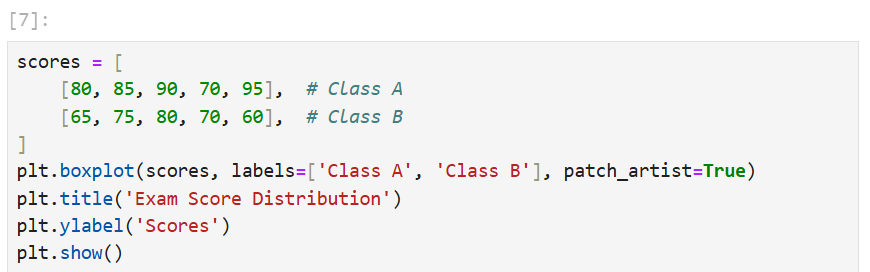 [7]:
scores = [
    [80, 85, 90, 70, 95],  # Class A
    [65, 75, 80, 70, 60],  # Class B
]
plt.boxplot(scores, labels=['Class A', 'Class B'], patch_artist=True)
plt.title('Exam Score Distribution')
plt.ylabel('Scores')
plt.show()